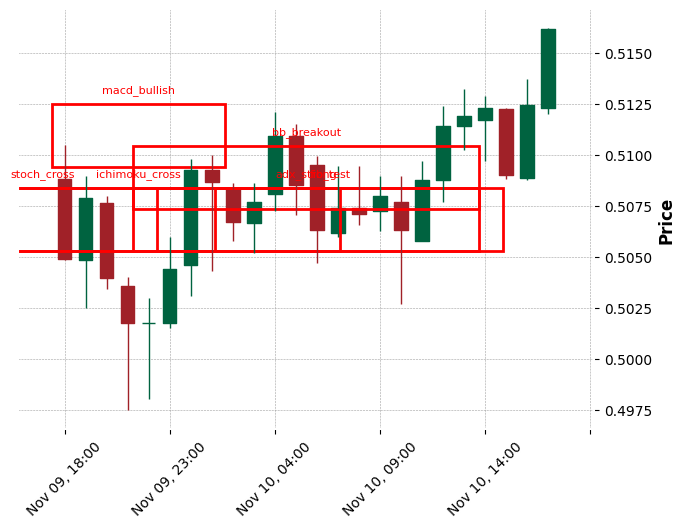 macd_bullish
bb_breakout
stoch_cross
ichimoku_cross
0.5150
0.5125
0.5100
0.5075
0.5050
0.5025
0.5000
0.4975
Price
Nov 09, 18:00
Nov 09, 23:00
Nov 10, 04:00
Nov 10, 09:00
Nov 10, 14:00